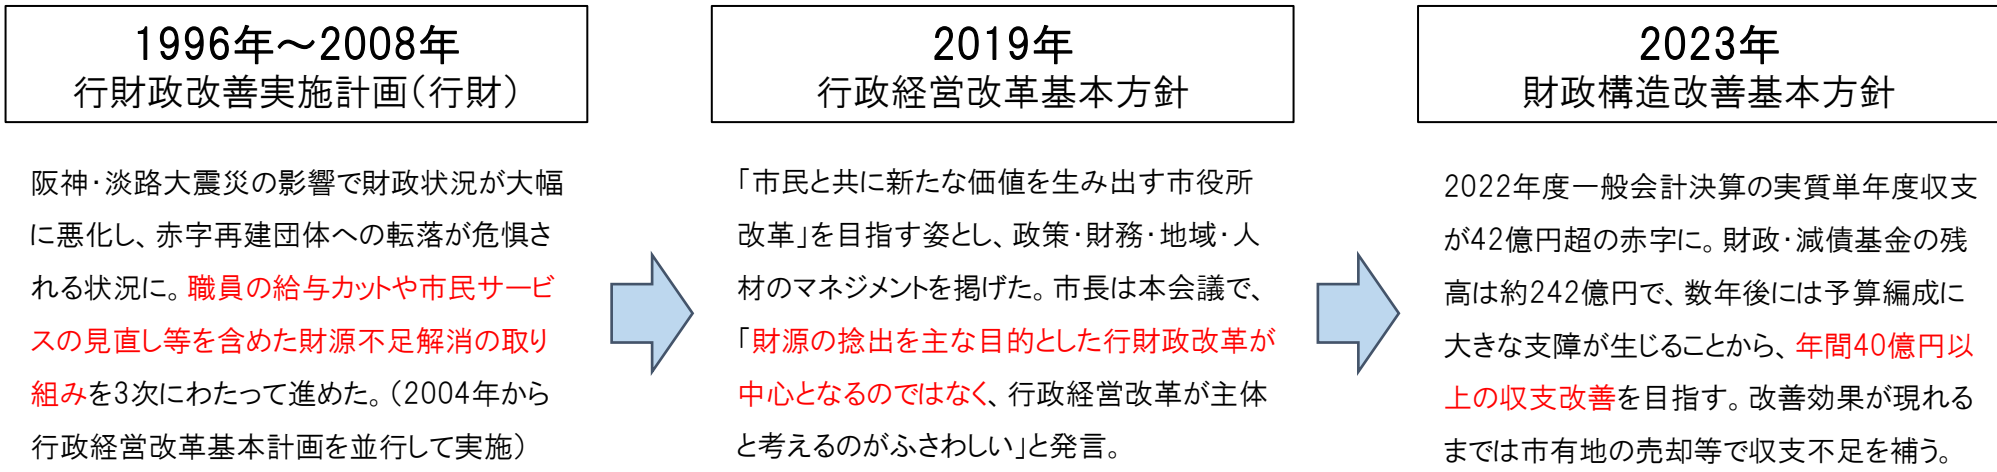 1996年～2008年
行財政改善実施計画（行財）
阪神・淡路大震災の影響で財政状況が大幅
に悪化し、赤字再建団体への転落が危惧さ
れる状況に。職員の給与カットや市民サービ
スの見直し等を含めた財源不足解消の取り
組みを3次にわたって進めた。（2004年から
行政経営改革基本計画を並行して実施）
2019年
行政経営改革基本方針
「市民と共に新たな価値を生み出す市役所
改革」を目指す姿とし、政策・財務・地域・人
材のマネジメントを掲げた。市長は本会議で、
「財源の捻出を主な目的とした行財政改革が
中心となるのではなく、行政経営改革が主体
と考えるのがふさわしい」と発言。
2023年
財政構造改善基本方針
2022年度一般会計決算の実質単年度収支
が42億円超の赤字に。財政・減債基金の残
高は約242億円で、数年後には予算編成に
大きな支障が生じることから、年間40億円以
上の収支改善を目指す。改善効果が現れる
までは市有地の売却等で収支不足を補う。